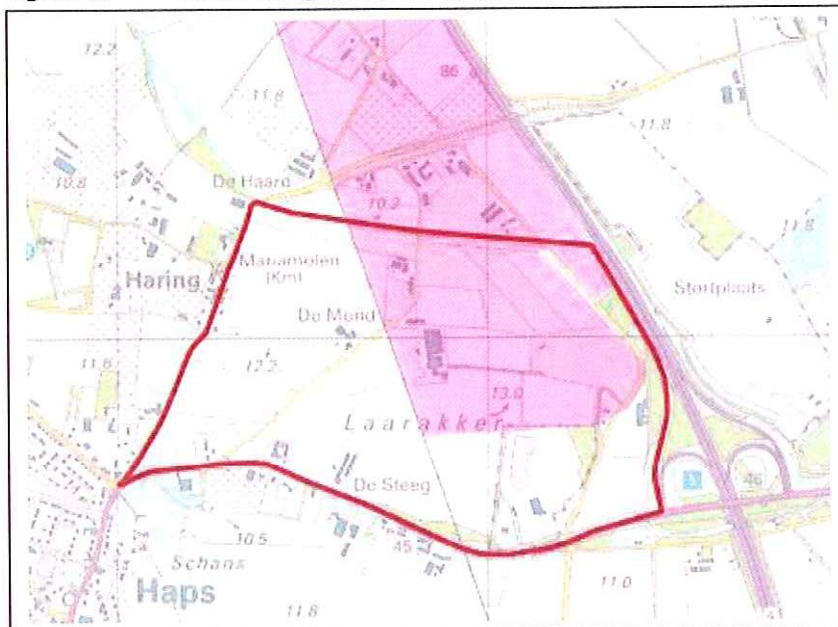 12.2
11.8
86
11.8
10.8
De Haard
10.2
11.8
Mariamolen
(Km)
Haring
Stortplaats
De Mond
11.8
12.2
13.0
Laarakker
De Steeg
46
10.5
45
Schans
Haps
11.8
11.0